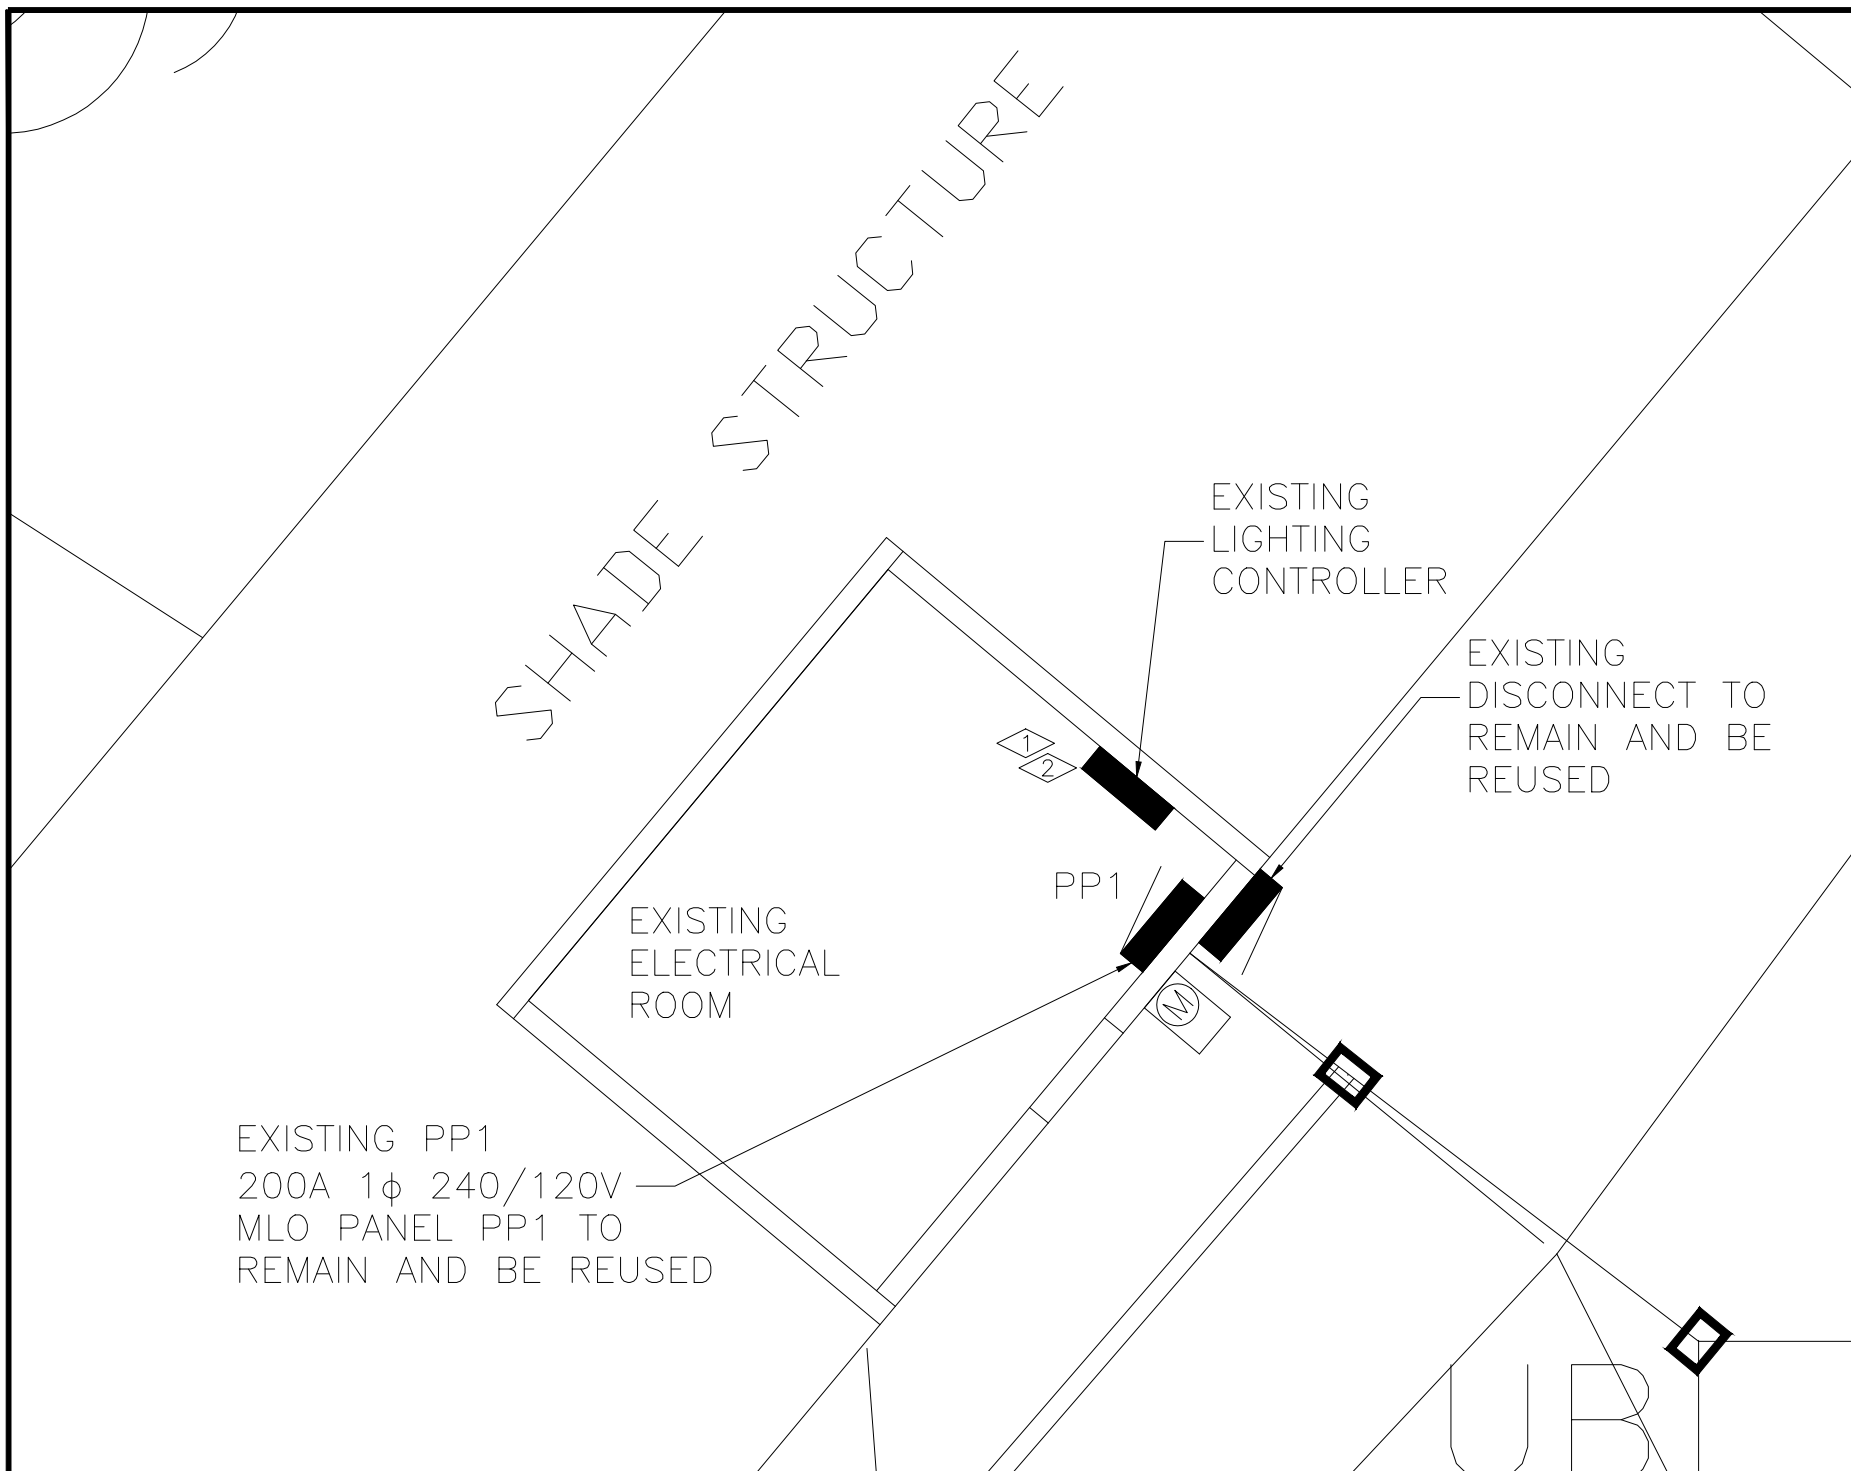 SHADE STRUCTURE
EXISTING
LIGHTING
CONTROLLER
EXISTING
DISCONNECT TO
REMAIN AND BE
REUSED
1
2
PP1
EXISTING
ELECTRICAL
ROOM
M
EXISTING PP1
200A 1ϕ 240/120V
MLO PANEL PP1 TO
REMAIN AND BE REUSED
UB